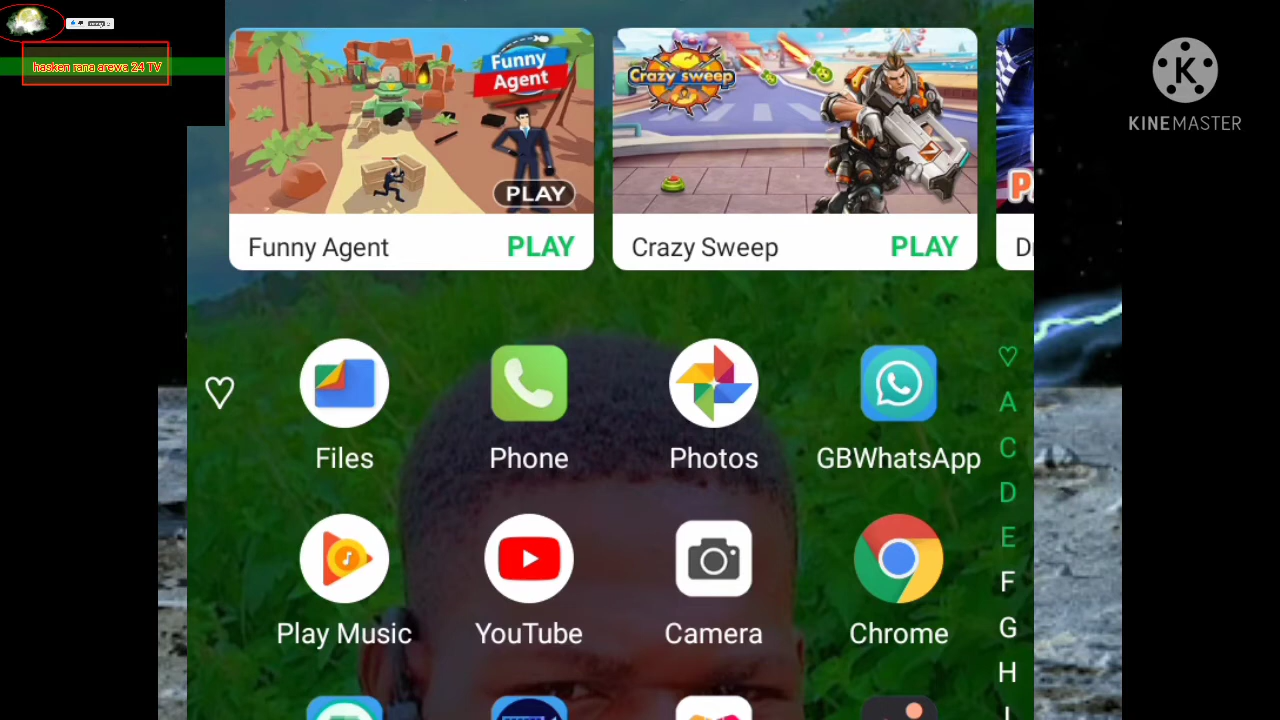 hasken rana arewa 24 TV
Funny
Agent
PLAY
Crazy sweep
Funny Agent PLAY
Crazy Sweep PLAY
K
KINEMASTER
Files
Phone
Photos
GBWhatsApp
Play Music
YouTube
Camera
Chrome
A
C
D
E
F
G
H